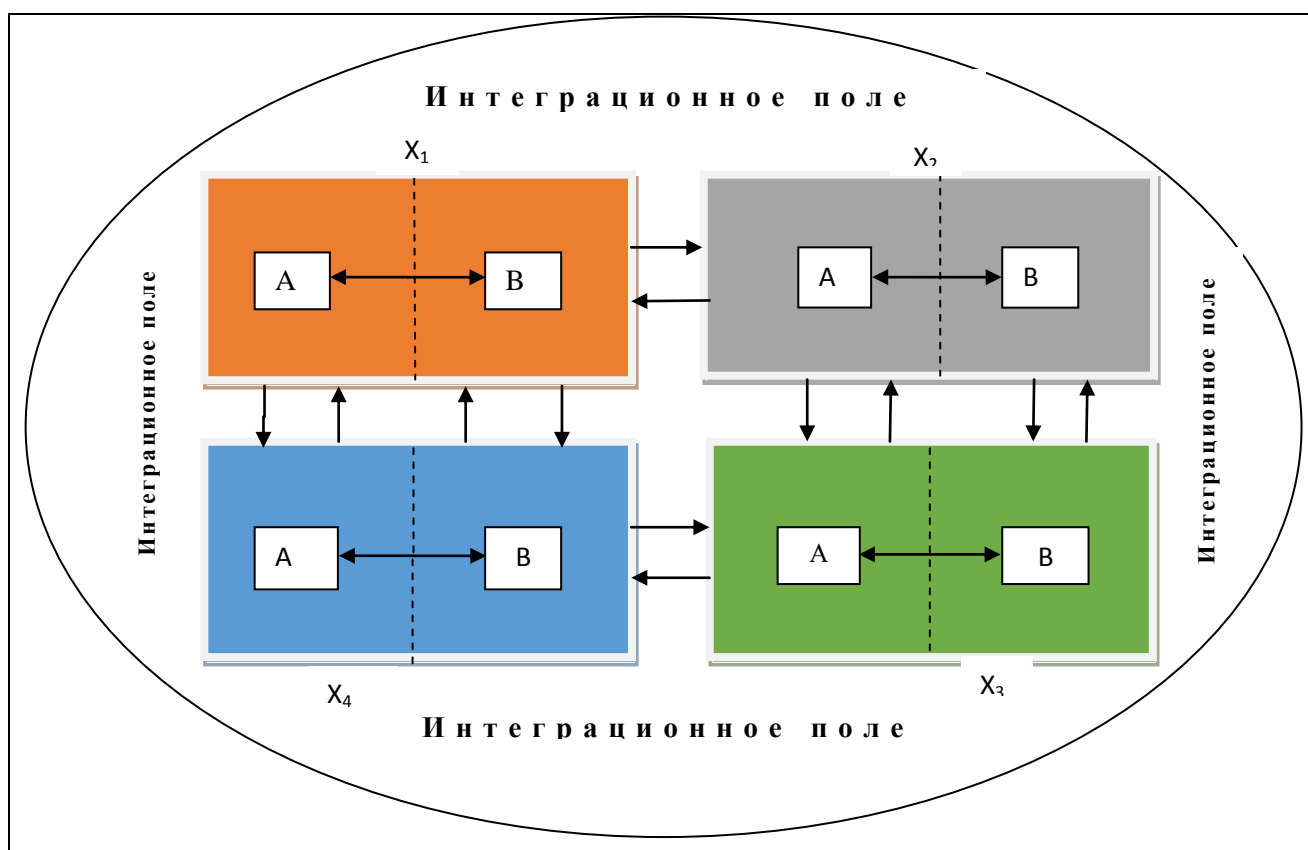 Интеграционное поле
X₁
X₂
A
B
A
B
Интеграционное поле
Интеграционное поле
A
B
A
B
X₄
X₃
Интеграционное поле